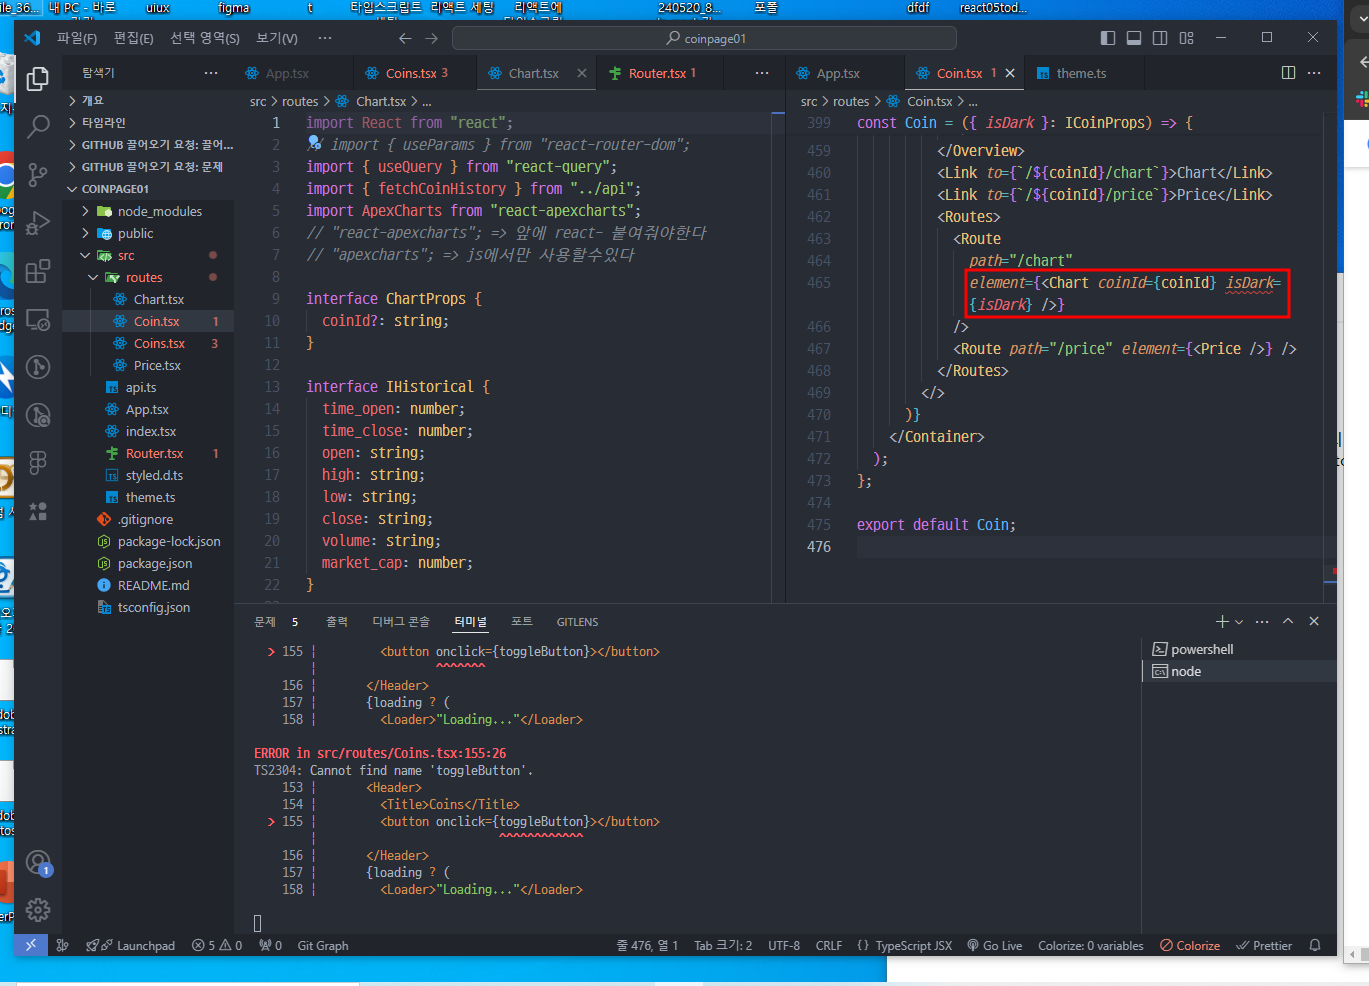 내 PC - 바로
uiux
figma
t
타입스크립트
리액트 세팅
리액트에
240520_8...
포폴
dfdf
react05tod...
파일(F)
편집(E)
선택 영역(S)
보기(V)
coinpage01
탐색기
App.tsx
Coins.tsx 3
Chart.tsx
Router.tsx 1
App.tsx
Coin.tsx 1
theme.ts
개요
타임라인
GITHUB 끌어오기 요청: 끌어...
GITHUB 끌어오기 요청: 문제
COINPAGE01
node_modules
public
src
routes
Chart.tsx
Coin.tsx 1
Coins.tsx 3
Price.tsx
api.ts
App.tsx
index.tsx
Router.tsx 1
styled.d.ts
theme.ts
.gitignore
package-lock.json
package.json
README.md
tsconfig.json
src > routes > Chart.tsx > ...
1 import React from "react";
2 // import { useParams } from "react-router-dom";
3 import { useQuery } from "react-query";
4 import { fetchCoinHistory } from "../api";
5 import ApexCharts from "react-apexcharts";
6 // "react-apexcharts"; => 앞에 react- 붙여줘야한다
7 // "apexcharts"; => js에서만 사용할수있다
8
9 interface ChartProps {
10 coinId?: string;
11 }
12
13 interface IHistorical {
14 time_open: number;
15 time_close: number;
16 open: string;
17 high: string;
18 low: string;
19 close: string;
20 volume: string;
21 market_cap: number;
22 }
src > routes > Coin.tsx > ...
399 const Coin = ({ isDark }: ICoinProps) => {
459 </Overview>
460 <Link to={`/${coinId}/chart`}>Chart</Link>
461 <Link to={`/${coinId}/price`}>Price</Link>
462 <Routes>
463 <Route
464 path="/chart"
465 element={<Chart coinId={coinId} isDark=
{isDark} />}
466 />
467 <Route path="/price" element={<Price />} />
468 </Routes>
469 </>
470 )}
471 </Container>
472 );
473 };
474
475 export default Coin;
476
문제 5
출력
디버그 콘솔
터미널
포트
GITLENS
> 155 | <button onclick={toggleButton}></button>
|
156 | </Header>
157 | {loading ? (
158 | <Loader>"Loading..."</Loader>
ERROR in src/routes/Coins.tsx:155:26
TS2304: Cannot find name 'toggleButton'.
153 | <Header>
154 | <Title>Coins</Title>
> 155 | <button onclick={toggleButton}></button>
|
156 | </Header>
157 | {loading ? (
158 | <Loader>"Loading..."</Loader>
powershell
node
1
Launchpad
5
0
0
Git Graph
줄 476, 열 1
Tab 크기: 2
UTF-8
CRLF
{ } TypeScript JSX
Go Live
Colorize: 0 variables
Colorize
Prettier